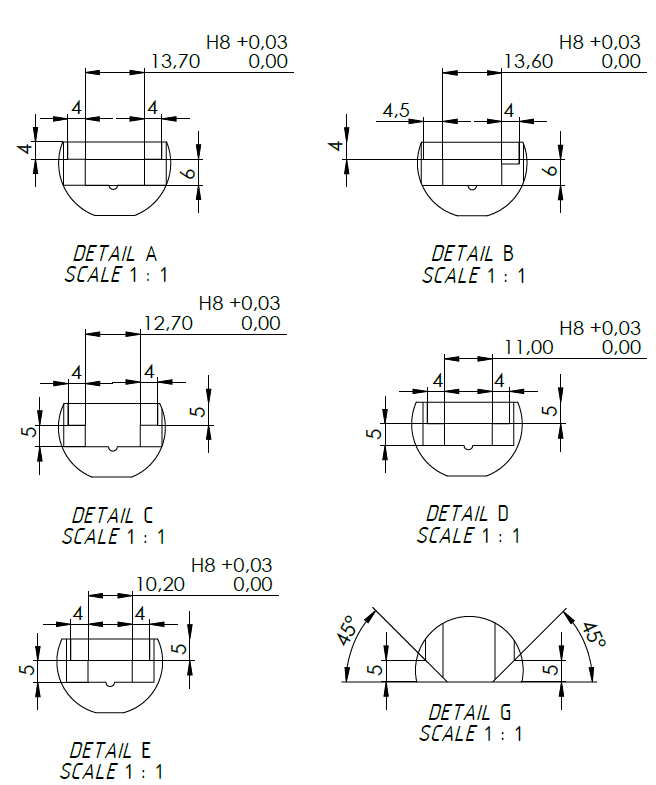 H8 +0,03
13,70 0,00
4 4
4
6
DETAIL A
SCALE 1 : 1
H8 +0,03
13,60 0,00
4,5 4
4
6
DETAIL B
SCALE 1 : 1
H8 +0,03
12,70 0,00
4 4
5
5
DETAIL C
SCALE 1 : 1
H8 +0,03
11,00 0,00
4 4
5
5
DETAIL D
SCALE 1 : 1
H8 +0,03
10,20 0,00
4 4
5
5
DETAIL E
SCALE 1 : 1
45° 45°
5 5
DETAIL G
SCALE 1 : 1